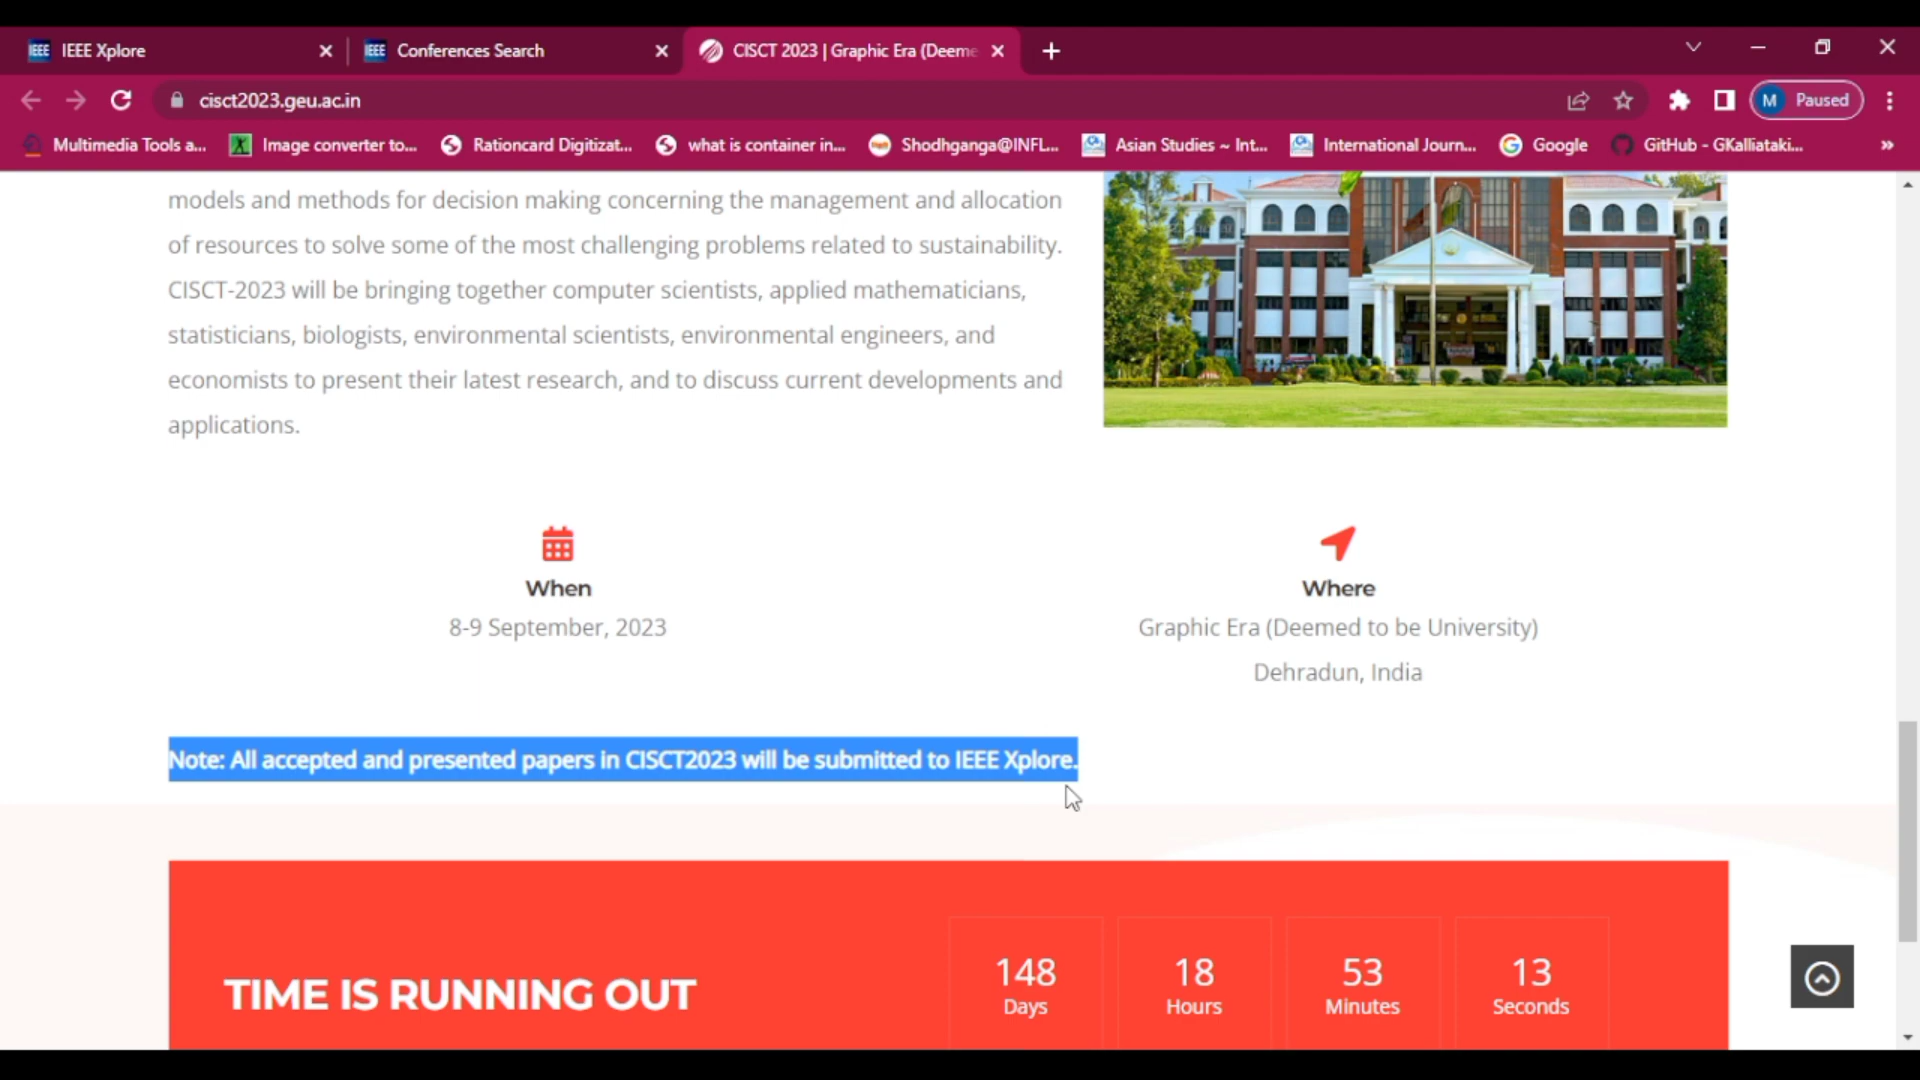 IEEE IEEE Xplore
IEEE Conferences Search
CISCT 2023 | Graphic Era (Deeme
cisct2023.geu.ac.in
M Paused
Multimedia Tools a...
Image converter to...
Rationcard Digitizat...
what is container in...
Shodhganga@INFL...
Asian Studies ~ Int...
International Journ...
Google
GitHub - GKalliataki...
models and methods for decision making concerning the management and allocation
of resources to solve some of the most challenging problems related to sustainability.
CISCT-2023 will be bringing together computer scientists, applied mathematicians,
statisticians, biologists, environmental scientists, environmental engineers, and
economists to present their latest research, and to discuss current developments and
applications.
When
8-9 September, 2023
Where
Graphic Era (Deemed to be University)
Dehradun, India
Note: All accepted and presented papers in CISCT2023 will be submitted to IEEE Xplore.
TIME IS RUNNING OUT
148
Days
18
Hours
53
Minutes
13
Seconds